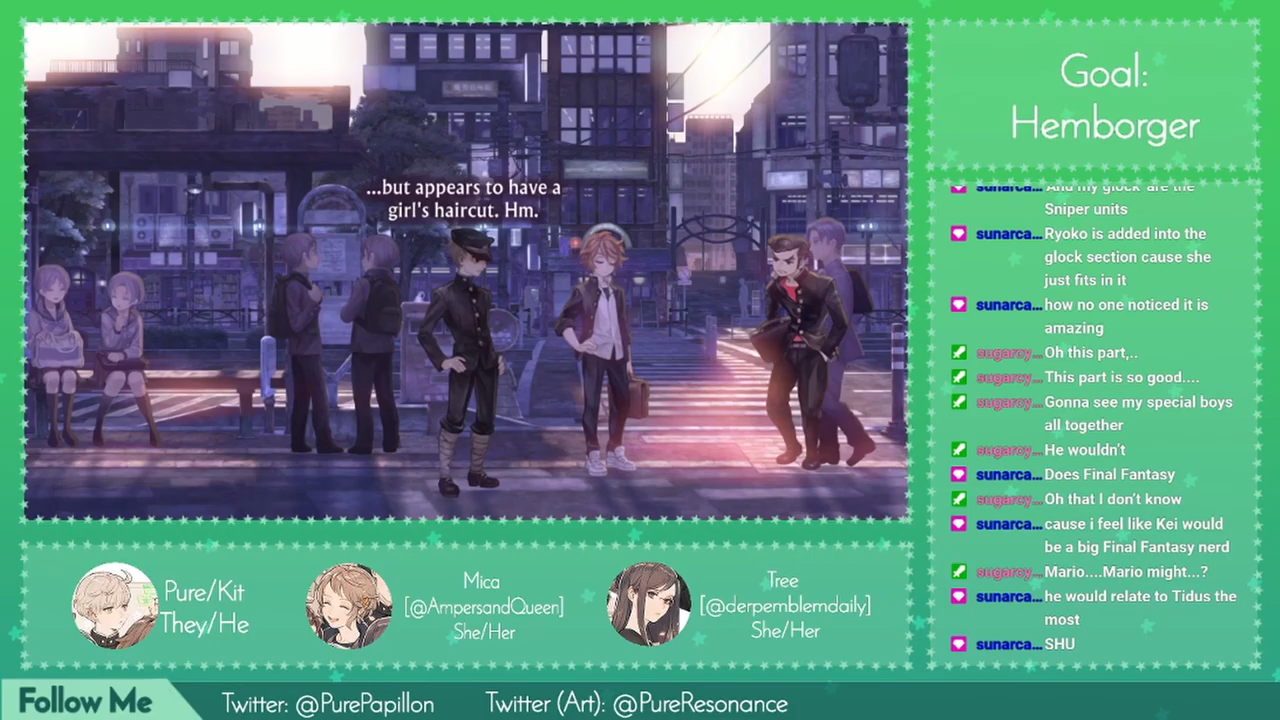 ...but appears to have a
girl's haircut. Hm.
Goal:
Hemborger
sunarca... And my glock are the
Sniper units
sunarca... Ryoko is added into the
glock section cause she
just fits in it
sunarca... how no one noticed it is
amazing
sugarcy... Oh this part,..
sugarcy... This part is so good....
sugarcy... Gonna see my special boys
all together
sugarcy... He wouldn't
sunarca... Does Final Fantasy
sugarcy... Oh that I don't know
sunarca... cause i feel like Kei would
be a big Final Fantasy nerd
sugarcy... Mario....Mario might...?
sunarca... he would relate to Tidus the
most
sunarca... SHU
Pure/Kit
They/He
Mica
[@AmpersandQueen]
She/Her
Tree
[@derpemblemdaily]
She/Her
Follow Me
Twitter: @PurePapillon
Twitter (Art): @PureResonance